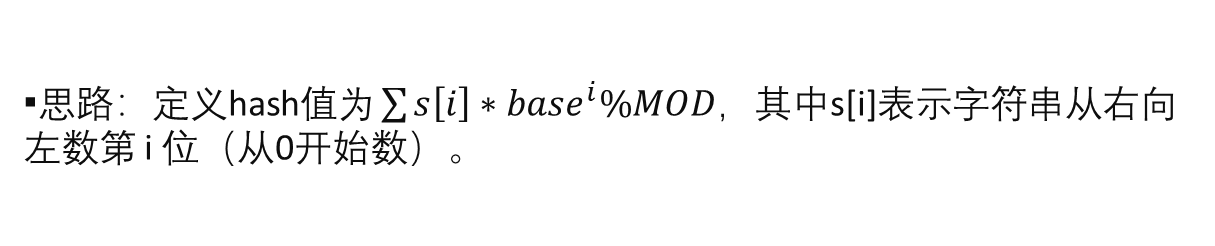 ▪思路：定义hash值为 ∑ s[i] * base^i%MOD，其中s[i]表示字符串从右向
左数第 i 位（从0开始数）。